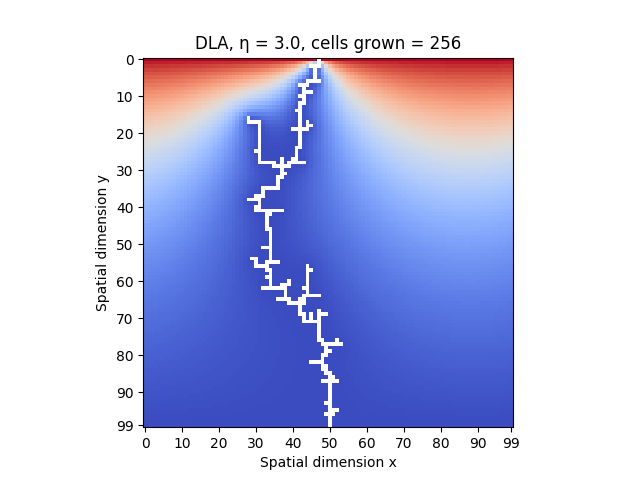 DLA, η = 3.0, cells grown = 256
0
10
20
30
40
50
60
70
80
90
99
Spatial dimension y
0 10 20 30 40 50 60 70 80 90 99
Spatial dimension x